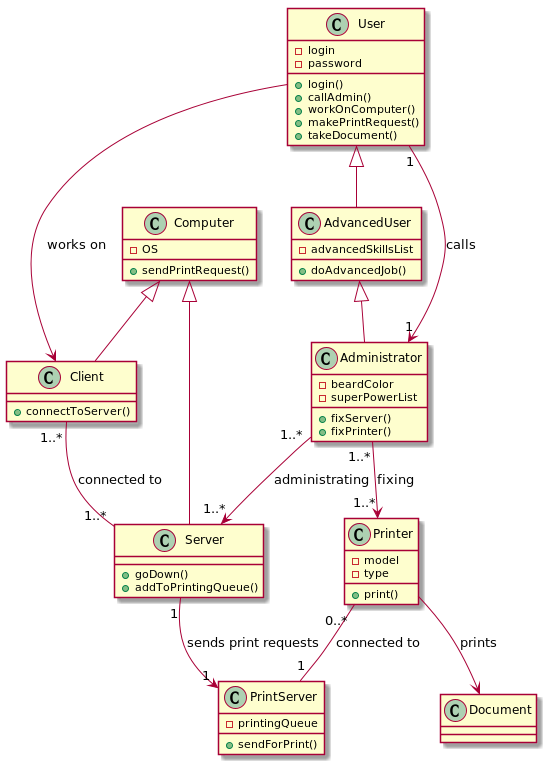 C User
login
password
login()
callAdmin()
workOnComputer()
makePrintRequest()
takeDocument()
1
works on
calls
C Computer
OS
sendPrintRequest()
C AdvancedUser
advancedSkillsList
doAdvancedJob()
1
C Client
connectToServer()
C Administrator
beardColor
superPowerList
fixServer()
fixPrinter()
1..*
1..*
1..*
connected to
administrating
fixing
1..*
1..*
1..*
C Server
goDown()
addToPrintingQueue()
C Printer
model
type
print()
1
0..*
sends print requests
connected to
prints
1
1
C PrintServer
printingQueue
sendForPrint()
C Document